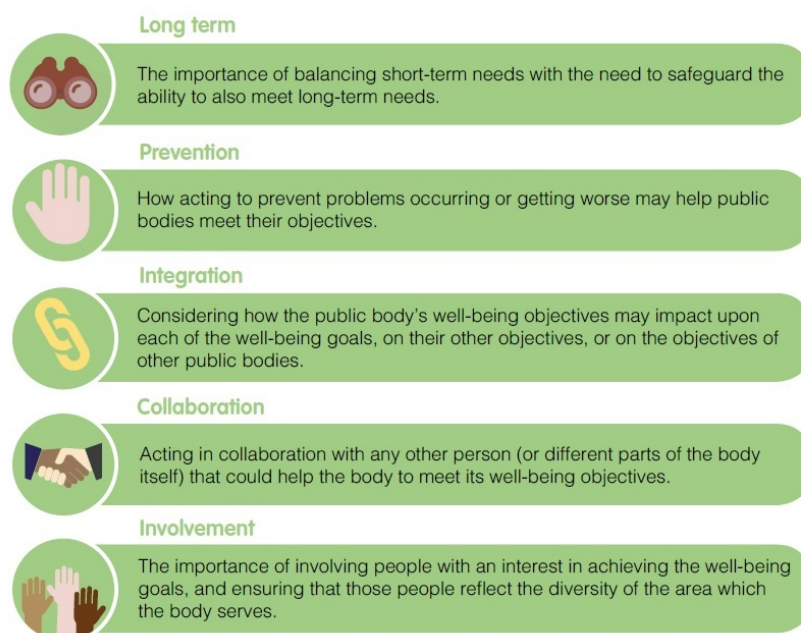 Long term
The importance of balancing short-term needs with the need to safeguard the
ability to also meet long-term needs.
Prevention
How acting to prevent problems occurring or getting worse may help public
bodies meet their objectives.
Integration
Considering how the public body’s well-being objectives may impact upon
each of the well-being goals, on their other objectives, or on the objectives of
other public bodies.
Collaboration
Acting in collaboration with any other person (or different parts of the body
itself) that could help the body to meet its well-being objectives.
Involvement
The importance of involving people with an interest in achieving the well-being
goals, and ensuring that those people reflect the diversity of the area which
the body serves.